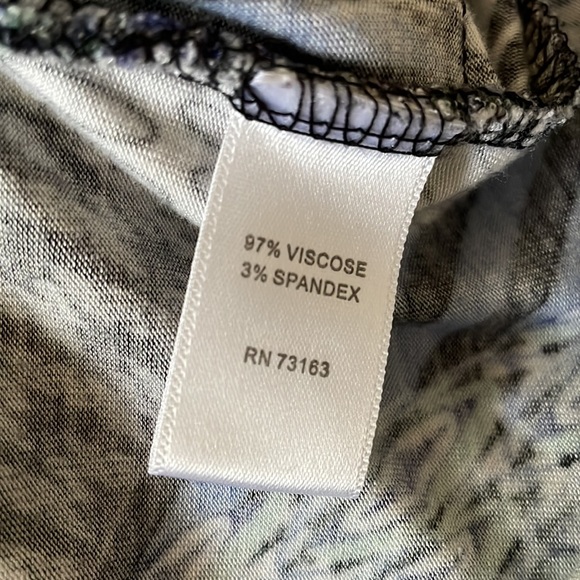 97% VISCOSE
3% SPANDEX
RN 73163